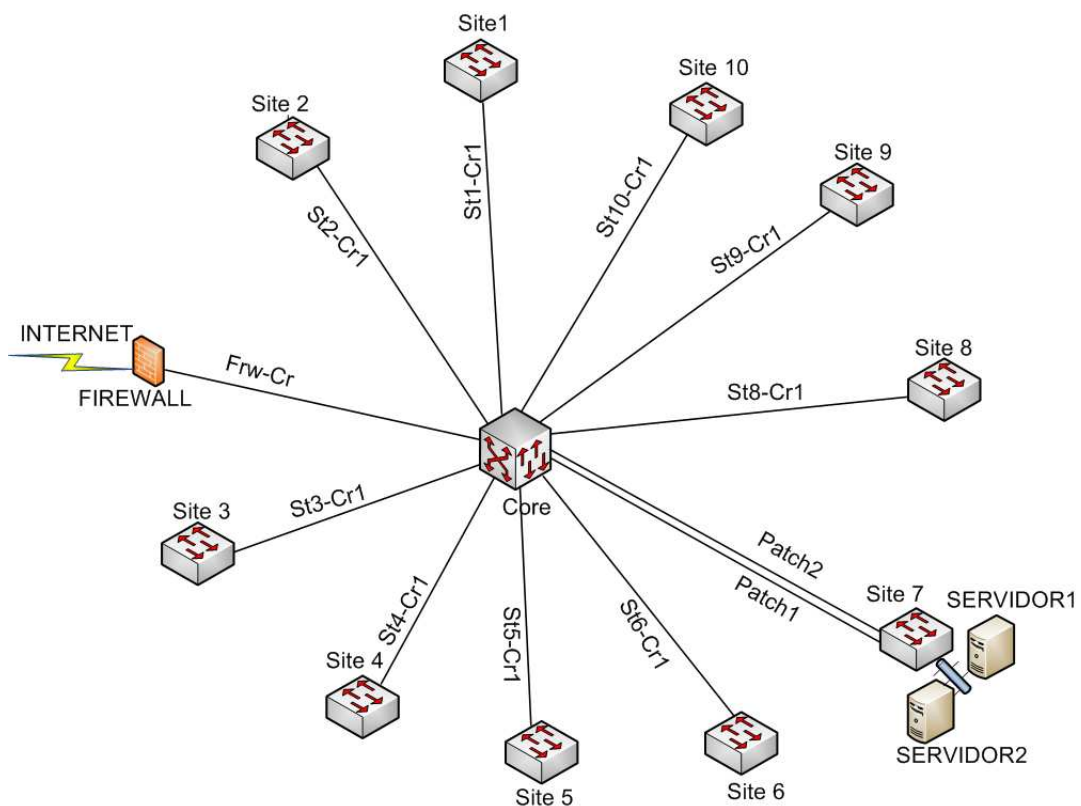 Site1
Site 10
Site 2
Site 9
St1-Cr1
St10-Cr1
St2-Cr1
St9-Cr1
INTERNET
FIREWALL
Frw-Cr
Site 8
St8-Cr1
Core
St3-Cr1
Site 3
Patch2
Patch1
St4-Cr1
St5-Cr1
St6-Cr1
Site 7
SERVIDOR1
Site 4
SERVIDOR2
Site 5
Site 6